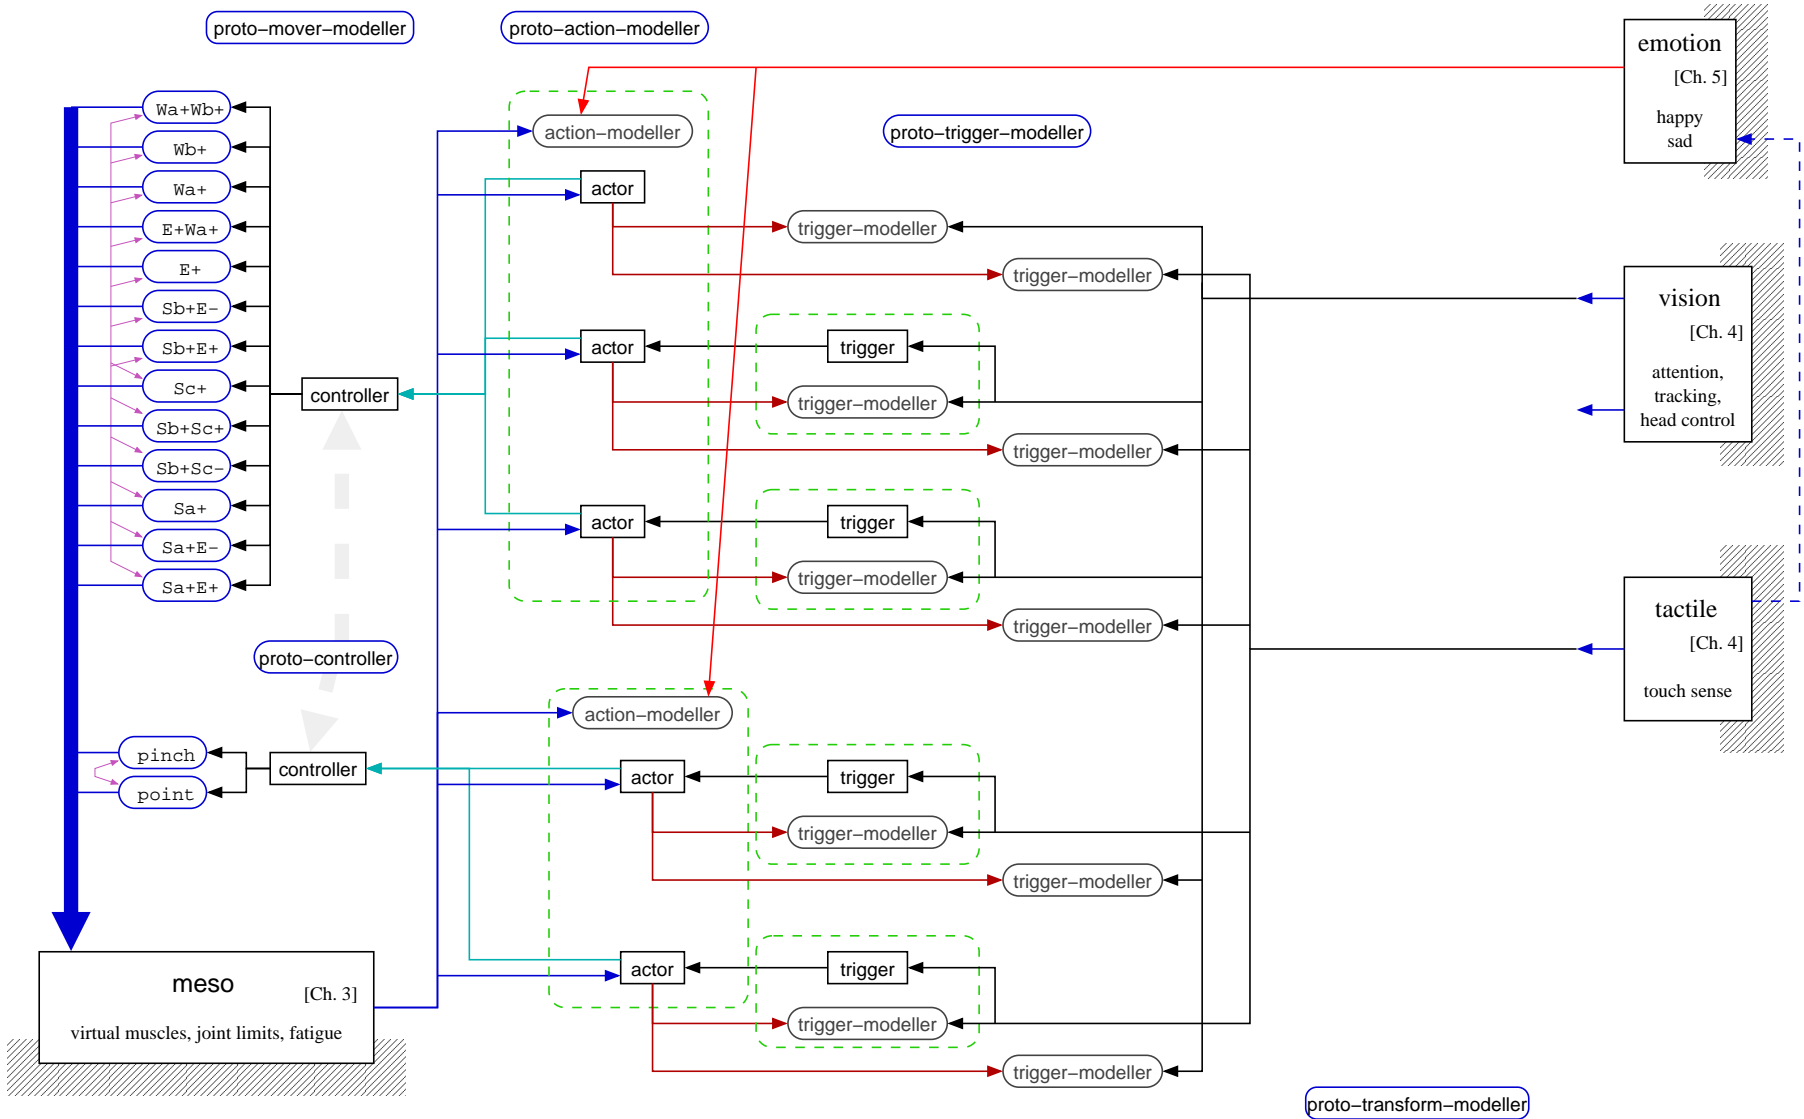 proto-mover-modeller
proto-action-modeller
emotion
[Ch. 5]
happy
sad
Wa+Wb+
Wb+
Wa+
E+Wa+
E+
Sb+E-
Sb+E+
Sc+
Sb+Sc+
Sb+Sc-
Sa+
Sa+E-
Sa+E+
action-modeller
proto-trigger-modeller
actor
trigger-modeller
trigger-modeller
vision
[Ch. 4]
attention,
tracking,
head control
controller
actor
trigger
trigger-modeller
trigger-modeller
actor
trigger
trigger-modeller
trigger-modeller
tactile
[Ch. 4]
touch sense
proto-controller
action-modeller
pinch
point
controller
actor
trigger
trigger-modeller
trigger-modeller
actor
trigger
trigger-modeller
trigger-modeller
meso
[Ch. 3]
virtual muscles, joint limits, fatigue
proto-transform-modeller